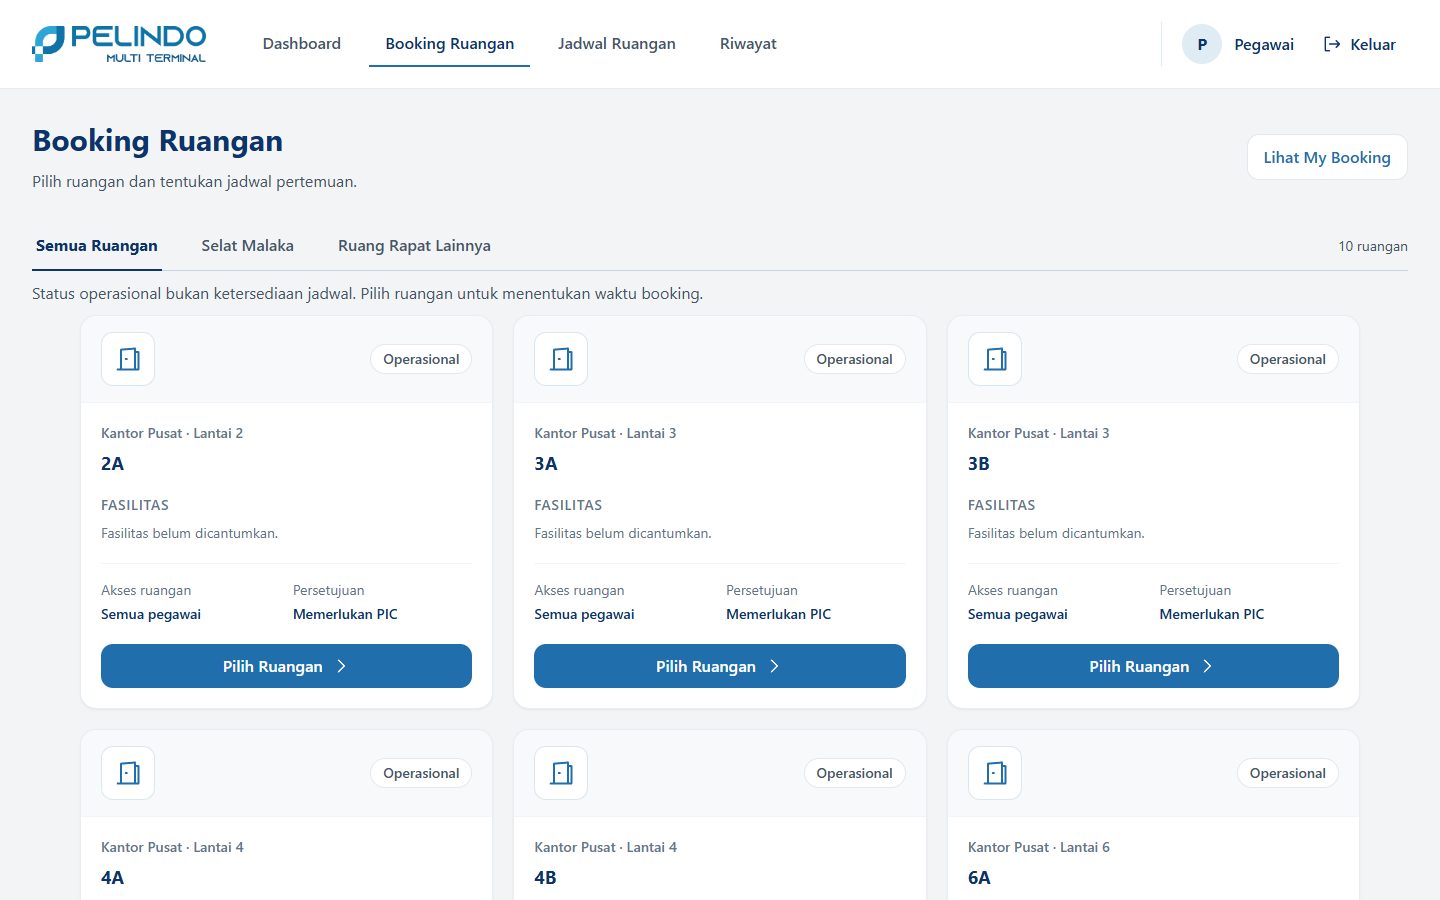 PELINDO
MULTI TERMINAL
Dashboard
Booking Ruangan
Jadwal Ruangan
Riwayat
P
Pegawai
Keluar
Booking Ruangan
Pilih ruangan dan tentukan jadwal pertemuan.
Lihat My Booking
Semua Ruangan
Selat Malaka
Ruang Rapat Lainnya
10 ruangan
Status operasional bukan ketersediaan jadwal. Pilih ruangan untuk menentukan waktu booking.
Operasional
Kantor Pusat · Lantai 2
2A
FASILITAS
Fasilitas belum dicantumkan.
Akses ruangan
Semua pegawai
Persetujuan
Memerlukan PIC
Pilih Ruangan
Operasional
Kantor Pusat · Lantai 3
3A
FASILITAS
Fasilitas belum dicantumkan.
Akses ruangan
Semua pegawai
Persetujuan
Memerlukan PIC
Pilih Ruangan
Operasional
Kantor Pusat · Lantai 3
3B
FASILITAS
Fasilitas belum dicantumkan.
Akses ruangan
Semua pegawai
Persetujuan
Memerlukan PIC
Pilih Ruangan
Operasional
Kantor Pusat · Lantai 4
4A
Operasional
Kantor Pusat · Lantai 4
4B
Operasional
Kantor Pusat · Lantai 6
6A